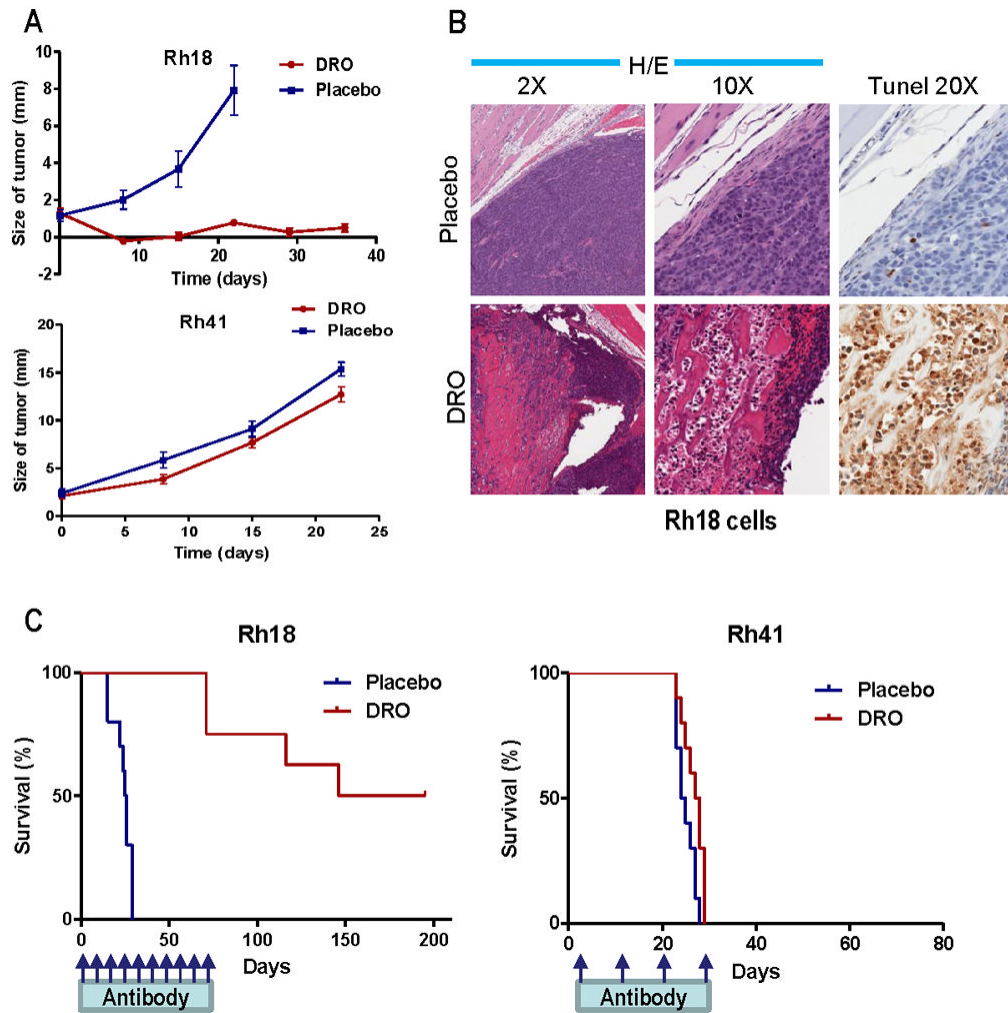 A
Rh18
DRO
Placebo
Size of tumor (mm)
10
8
6
4
2
0
-2
10
20
30
40
Time (days)
Rh41
DRO
Placebo
Size of tumor (mm)
20
15
10
5
0
0
5
10
15
20
25
Time (days)
B
H/E
2X
10X
Tunel 20X
Placebo
DRO
Rh18 cells
C
Rh18
Placebo
DRO
Survival (%)
100
50
0
0
50
100
150
200
Days
Antibody
Rh41
Placebo
DRO
Survival (%)
100
50
0
0
20
40
60
80
Days
Antibody